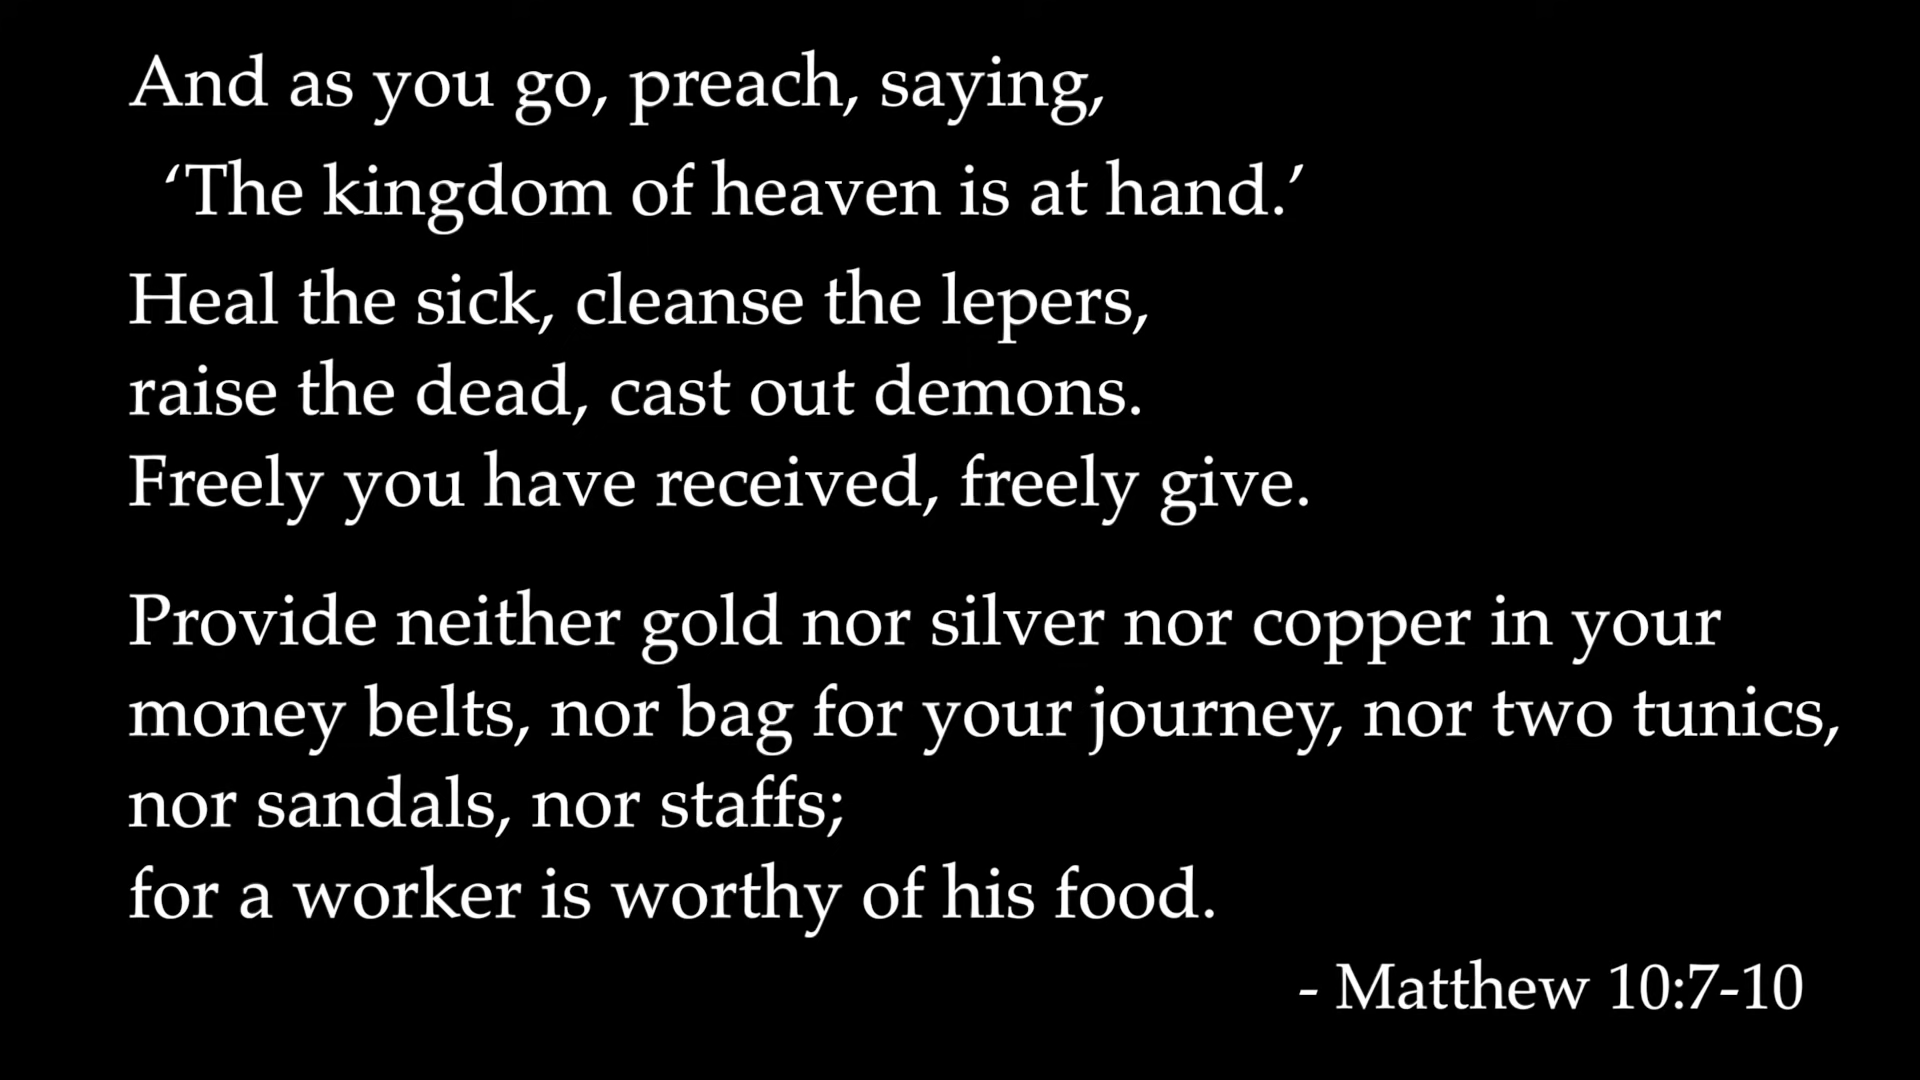 And as you go, preach, saying,
‘The kingdom of heaven is at hand.’
Heal the sick, cleanse the lepers,
raise the dead, cast out demons.
Freely you have received, freely give.
Provide neither gold nor silver nor copper in your
money belts, nor bag for your journey, nor two tunics,
nor sandals, nor staffs;
for a worker is worthy of his food.
- Matthew 10:7-10